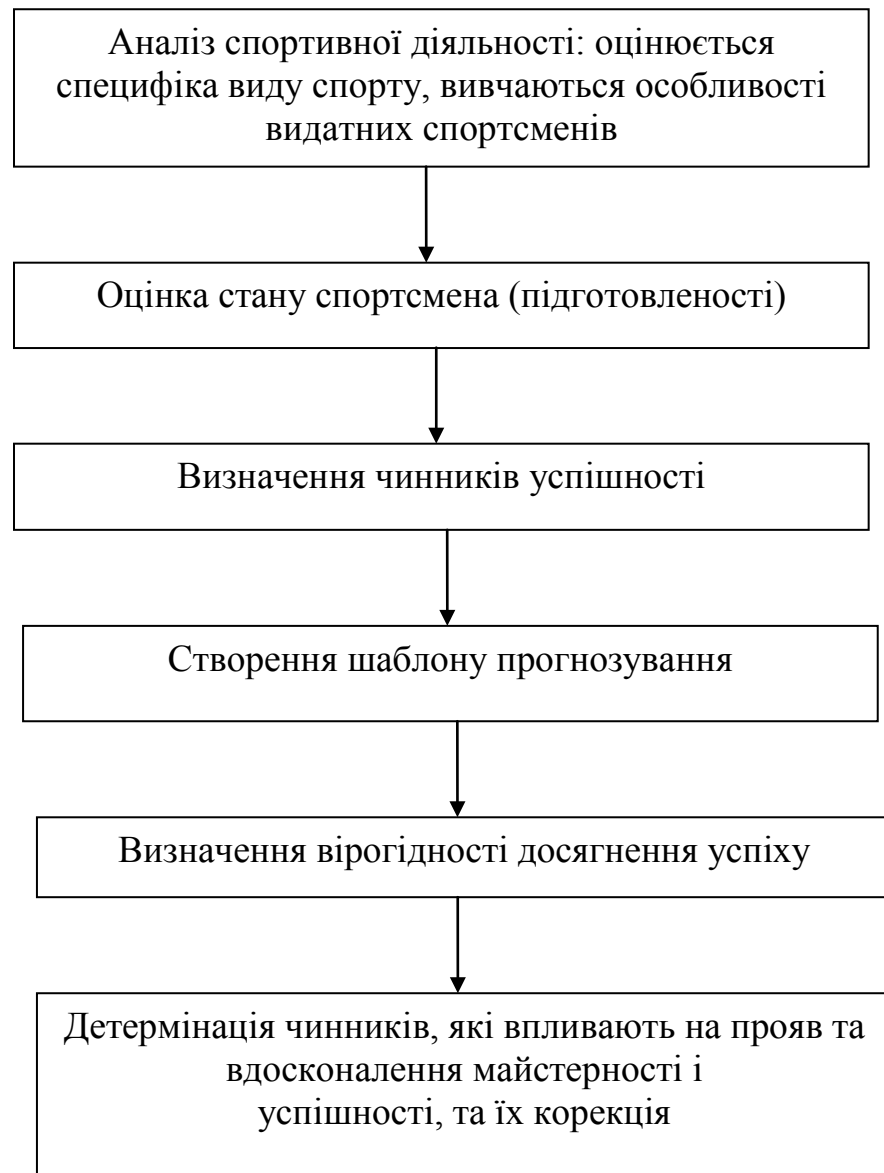 Аналіз спортивної діяльності: оцінюється
специфіка виду спорту, вивчаються особливості
видатних спортсменів
Оцінка стану спортсмена (підготовленості)
Визначення чинників успішності
Створення шаблону прогнозування
Визначення вірогідності досягнення успіху
Детермінація чинників, які впливають на прояв та
вдосконалення майстерності і
успішності, та їх корекція